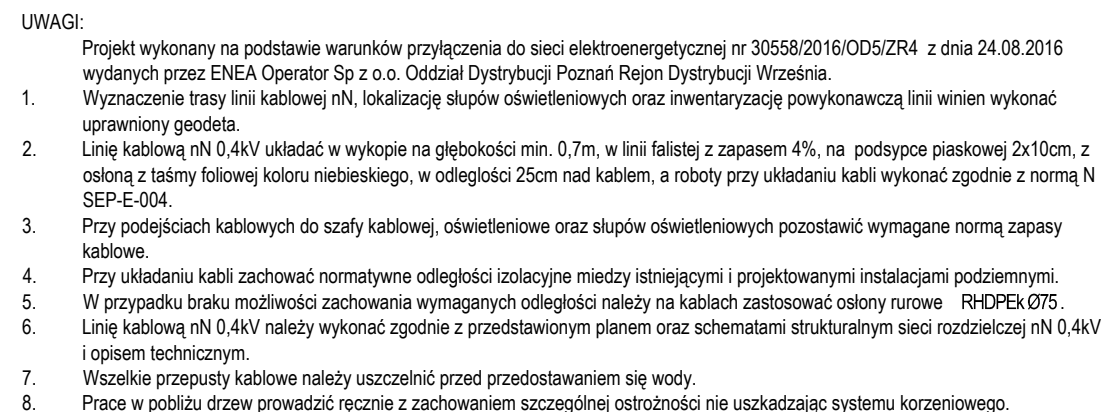 UWAGI:
Projekt wykonany na podstawie warunków przyłączenia do sieci elektroenergetycznej nr 30558/2016/OD5/ZR4 z dnia 24.08.2016
wydanych przez ENEA Operator Sp z o.o. Oddział Dystrybucji Poznań Rejon Dystrybucji Września.
1. Wyznaczenie trasy linii kablowej nN, lokalizację słupów oświetleniowych oraz inwentaryzację powykonawczą linii winien wykonać
uprawniony geodeta.
2. Linię kablową nN 0,4kV układać w wykopie na głębokości min. 0,7m, w linii falistej z zapasem 4%, na podsypce piaskowej 2x10cm, z
osłoną z taśmy foliowej koloru niebieskiego, w odleglości 25cm nad kablem, a roboty przy układaniu kabli wykonać zgodnie z normą N
SEP-E-004.
3. Przy podejściach kablowych do szafy kablowej, oświetleniowe oraz słupów oświetleniowych pozostawić wymagane normą zapasy
kablowe.
4. Przy układaniu kabli zachować normatywne odległości izolacyjne miedzy istniejącymi i projektowanymi instalacjami podziemnymi.
5. W przypadku braku możliwości zachowania wymaganych odległości należy na kablach zastosować osłony rurowe RHDPEk Ø75.
6. Linię kablową nN 0,4kV należy wykonać zgodnie z przedstawionym planem oraz schematami strukturalnym sieci rozdzielczej nN 0,4kV
i opisem technicznym.
7. Wszelkie przepusty kablowe należy uszczelnić przed przedostawaniem się wody.
8. Prace w pobliżu drzew prowadzić ręcznie z zachowaniem szczególnej ostrożności nie uszkadzając systemu korzeniowego.